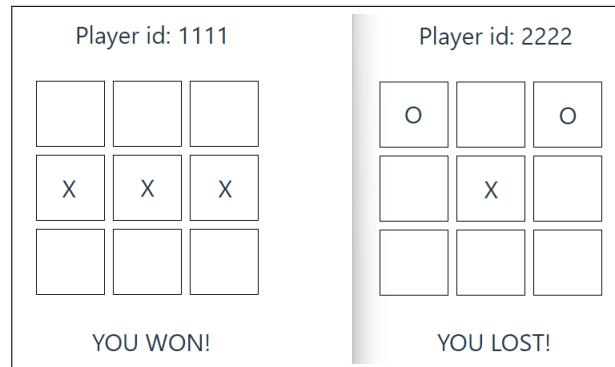 Player id: 1111
Player id: 2222
O O
X X X
X
YOU WON!
YOU LOST!